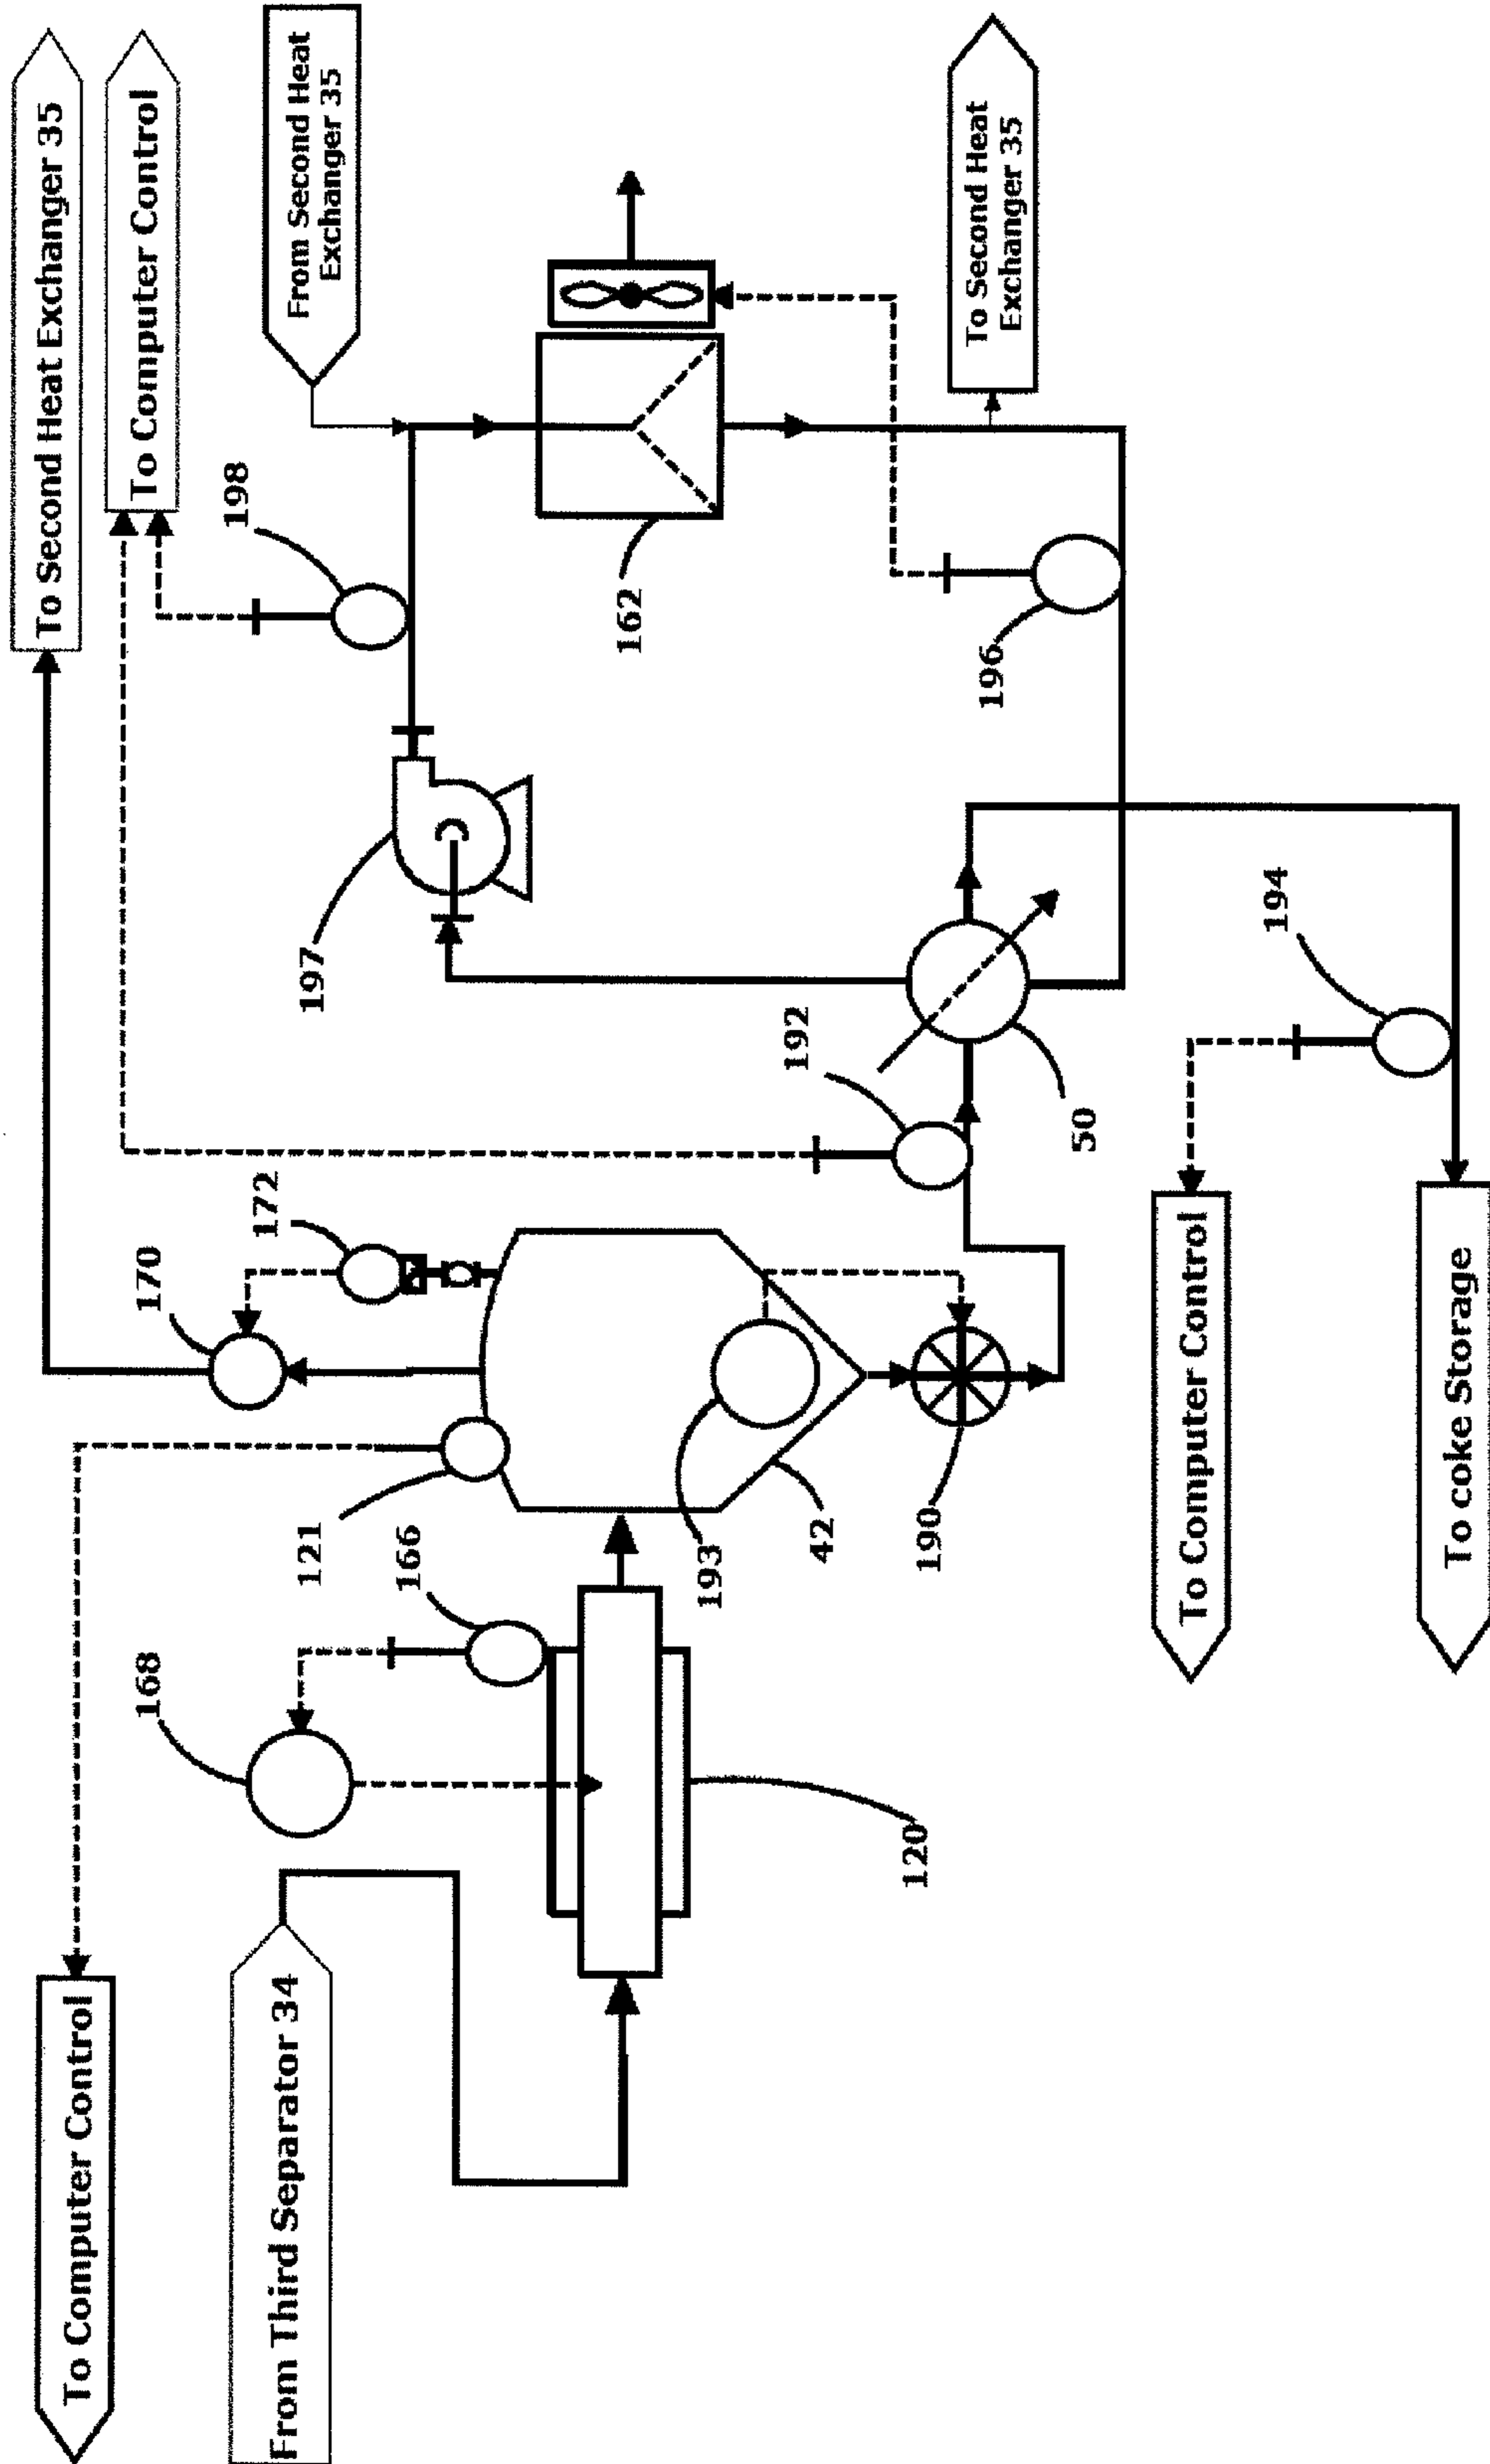 To Computer Control
From Third Separator 34
168
120
166
121
193
42
190
170
172
To Second Heat Exchanger 35
To Computer Control
192
50
197
198
From Second Heat
Exchanger 35
162
196
To Second Heat
Exchanger 35
194
To Computer Control
To coke Storage